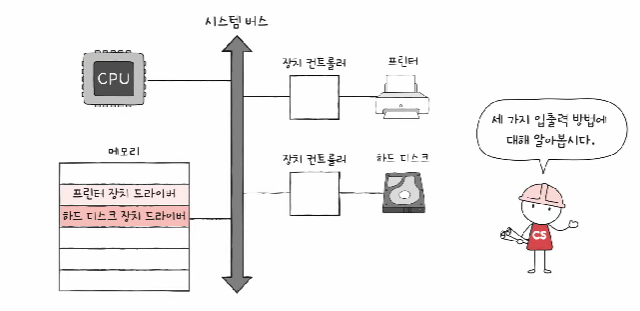 시스템 버스
CPU
장치 컨트롤러
프린터
세 가지 입출력 방법에
대해 알아봅시다.
메모리
장치 컨트롤러
하드 디스크
프린터 장치 드라이버
하드 디스크 장치 드라이버
CS